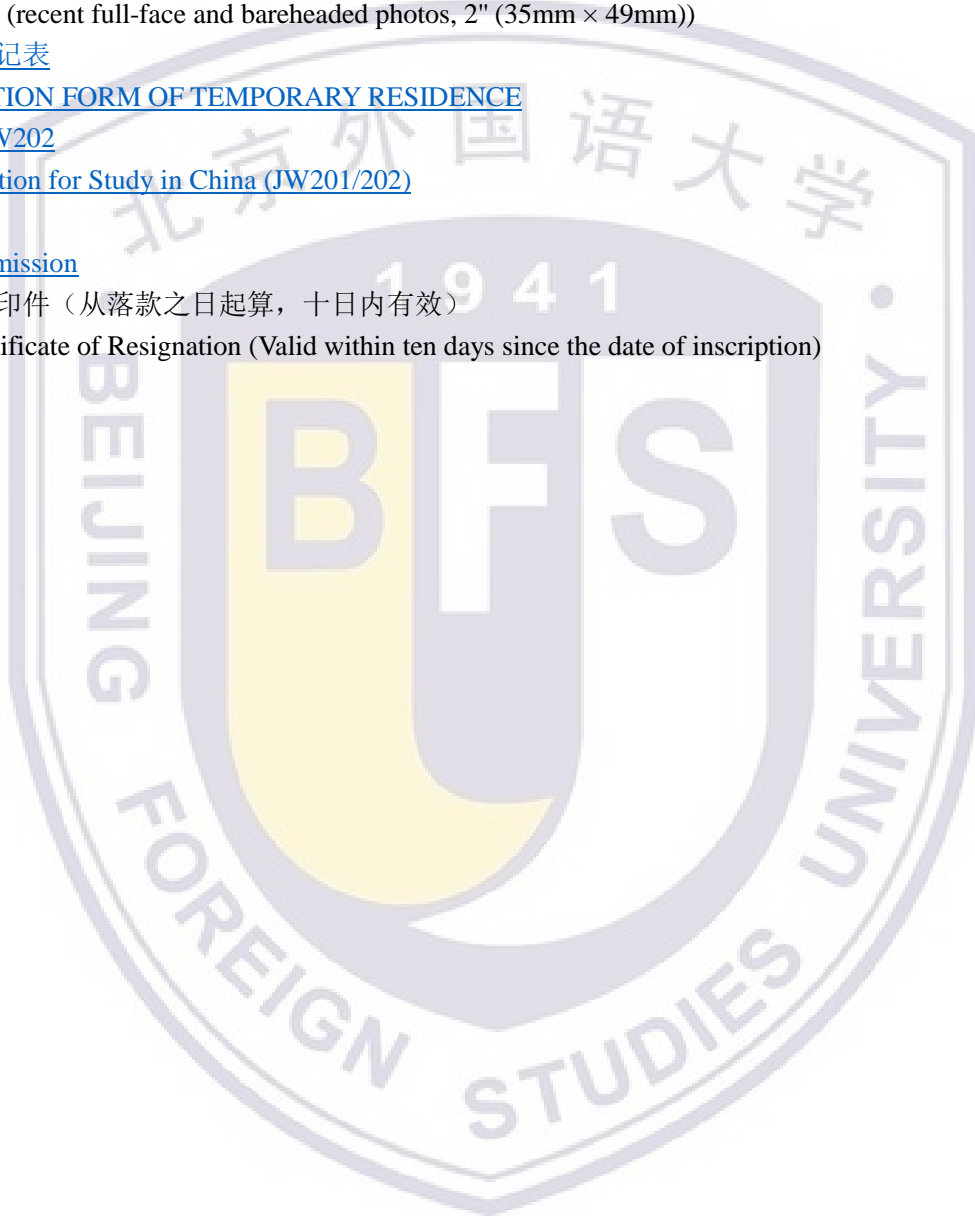 (recent full-face and bareheaded photos, 2" (35mm × 49mm))
记表
TION FORM OF TEMPORARY RESIDENCE
W202
tion for Study in China (JW201/202)
mission
印件（从落款之日起算，十日内有效）
ificate of Resignation (Valid within ten days since the date of inscription)
北京外国语大学
1941
BFSU
BEIJING FOREIGN STUDIES UNIVERSITY